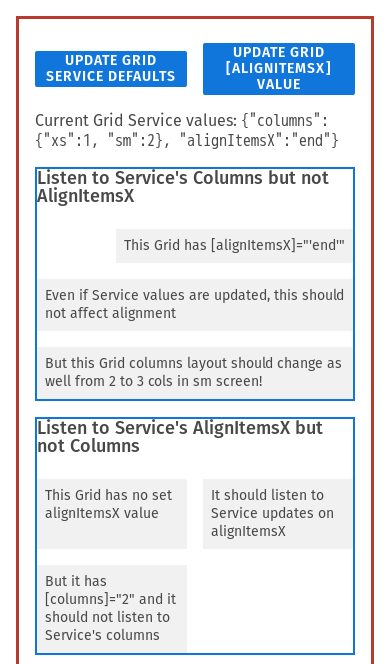 UPDATE GRID
SERVICE DEFAULTS
UPDATE GRID
[ALIGNITEMSX]
VALUE
Current Grid Service values: {"columns":
{"xs":1, "sm":2}, "alignItemsX":"end"}
Listen to Service's Columns but not
AlignItemsX
This Grid has [alignItemsX]="'end'"
Even if Service values are updated, this should
not affect alignment
But this Grid columns layout should change as
well from 2 to 3 cols in sm screen!
Listen to Service's AlignItemsX but
not Columns
This Grid has no set
alignItemsX value
It should listen to
Service updates on
alignItemsX
But it has
[columns]="2" and it
should not listen to
Service's columns